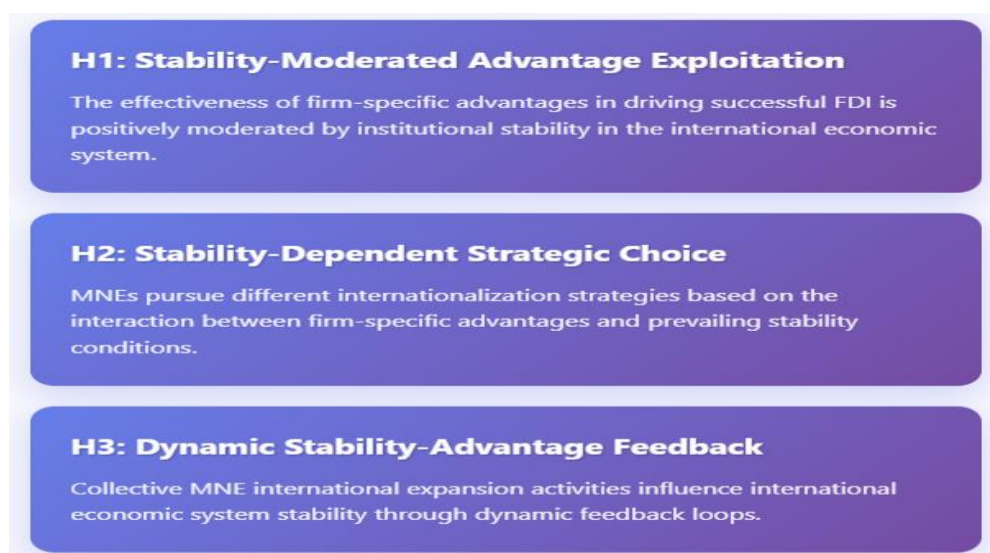 H1: Stability-Moderated Advantage Exploitation
The effectiveness of firm-specific advantages in driving successful FDI is
positively moderated by institutional stability in the international economic
system.
H2: Stability-Dependent Strategic Choice
MNEs pursue different internationalization strategies based on the
interaction between firm-specific advantages and prevailing stability
conditions.
H3: Dynamic Stability-Advantage Feedback
Collective MNE international expansion activities influence international
economic system stability through dynamic feedback loops.